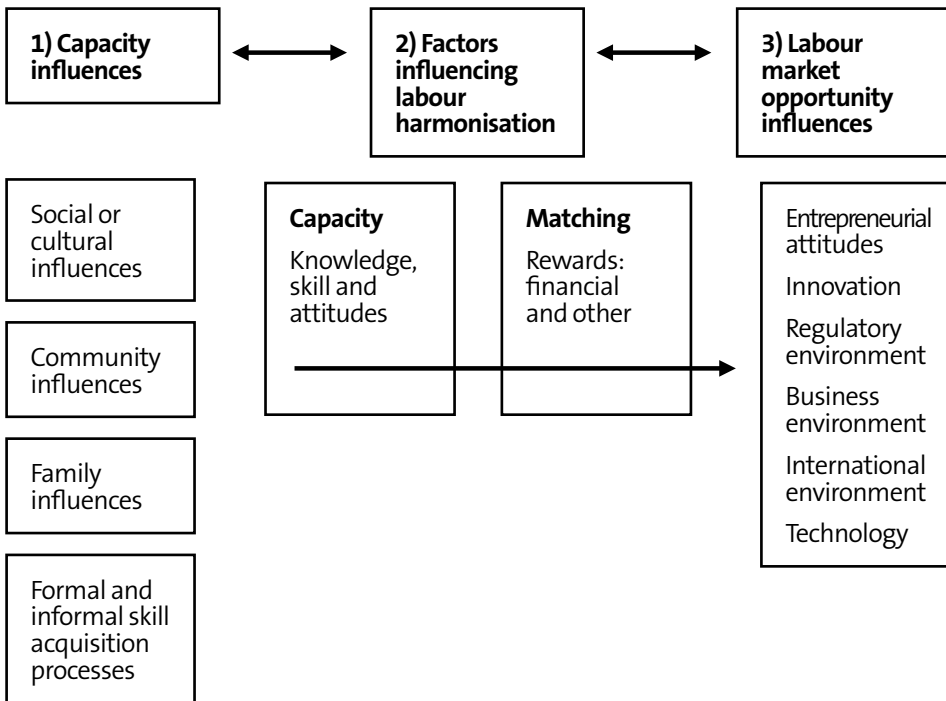 1) Capacity
influences
2) Factors
influencing
labour
harmonisation
3) Labour
market
opportunity
influences
Social or
cultural
influences
Community
influences
Family
influences
Formal and
informal skill
acquisition
processes
Capacity
Knowledge,
skill and
attitudes
Matching
Rewards:
financial
and other
Entrepreneurial
attitudes
Innovation
Regulatory
environment
Business
environment
International
environment
Technology